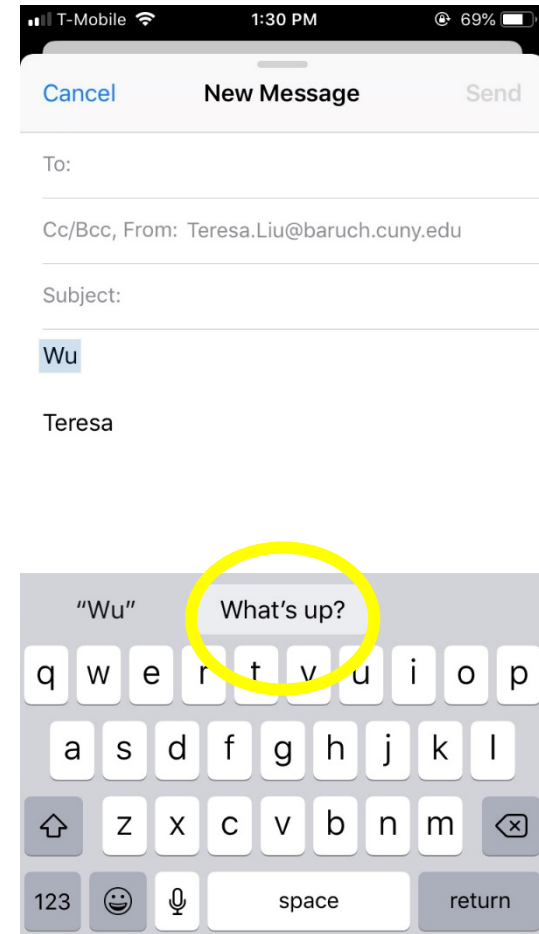 T-Mobile 1:30 PM 69%
Cancel New Message Send
To:
Cc/Bcc, From: Teresa.Liu@baruch.cuny.edu
Subject:
Wu
Teresa
“Wu” What’s up?
q w e r t y u i o p
a s d f g h j k l
z x c v b n m
123 space return